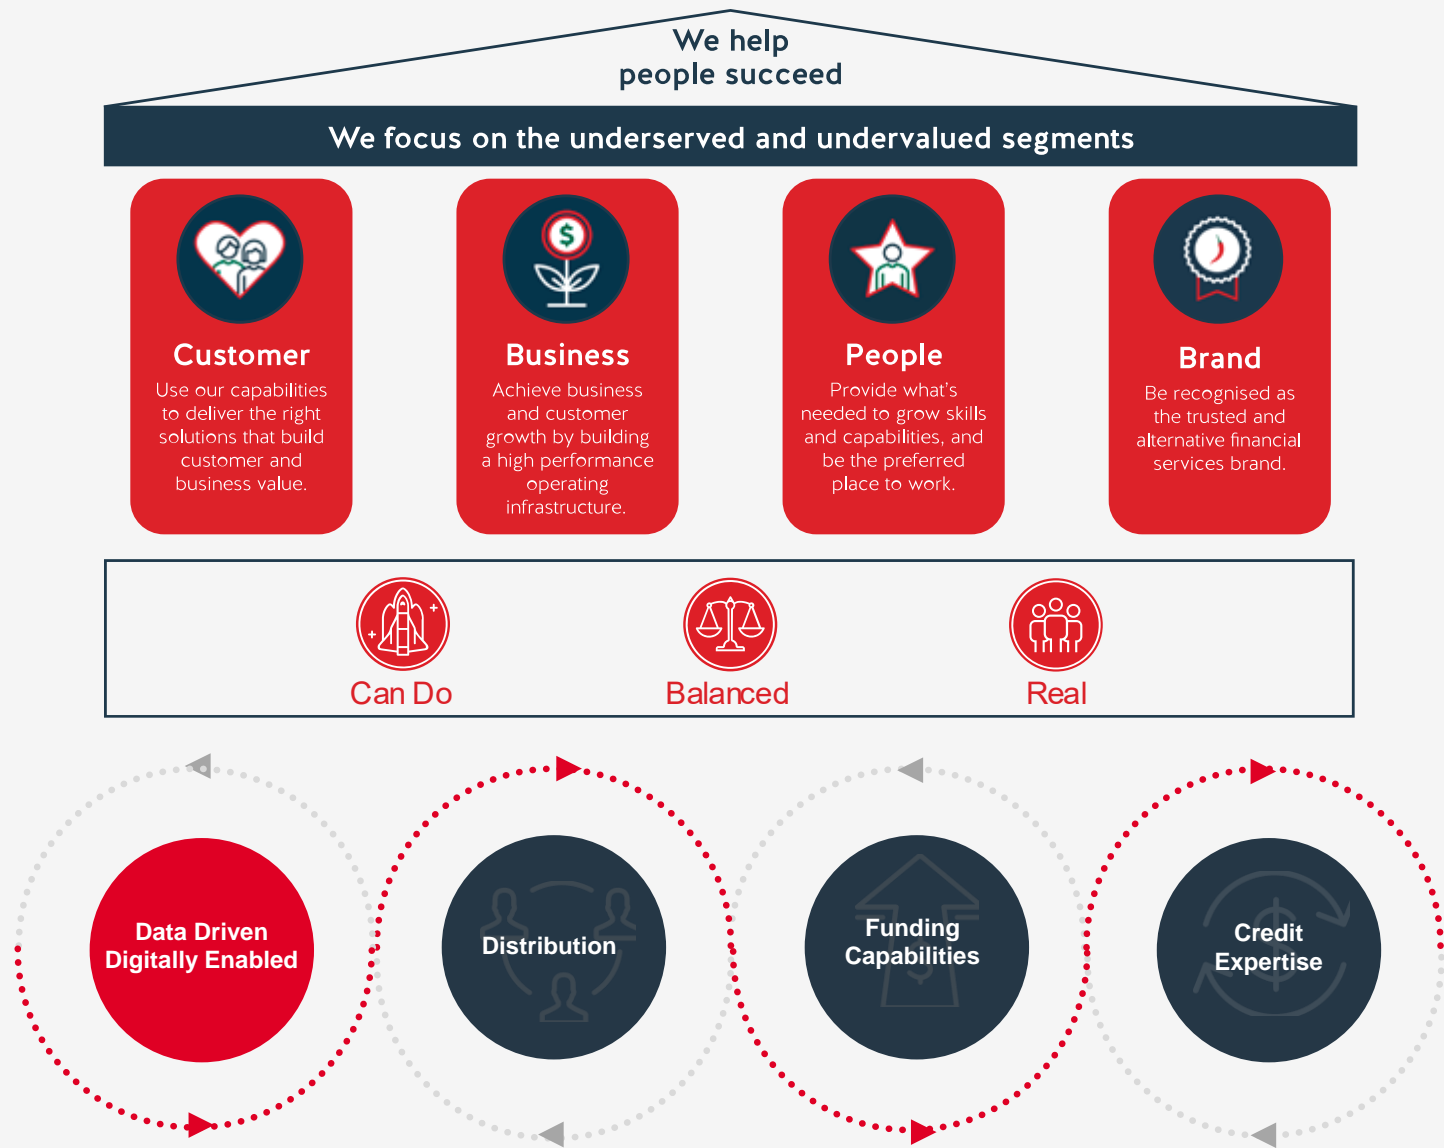 We help
people succeed
We focus on the underserved and undervalued segments
Customer
Use our capabilities
to deliver the right
solutions that build
customer and
business value.
$
Business
Achieve business
and customer
growth by building
a high performance
operating
infrastructure.
People
Provide what's
needed to grow skills
and capabilities, and
be the preferred
place to work.
Brand
Be recognised as
the trusted and
alternative financial
services brand.
Can Do
Balanced
Real
Data Driven
Digitally Enabled
Distribution
Funding
Capabilities
$
Credit
Expertise
$